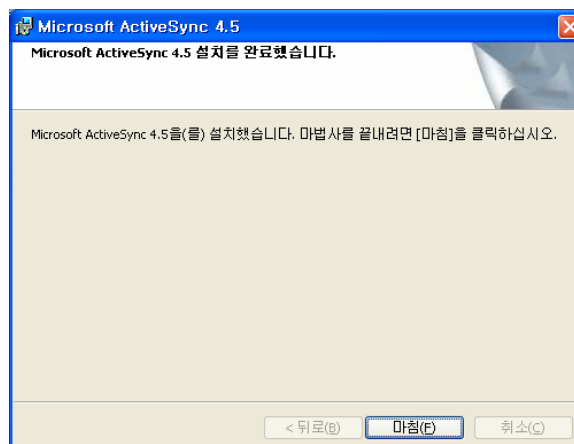 Microsoft ActiveSync 4.5
Microsoft ActiveSync 4.5 설치를 완료했습니다.
Microsoft ActiveSync 4.5을(를) 설치했습니다. 마법사를 끝내려면 [마침]을 클릭하십시오.
< 뒤로(B) 마침(F) 취소(C)